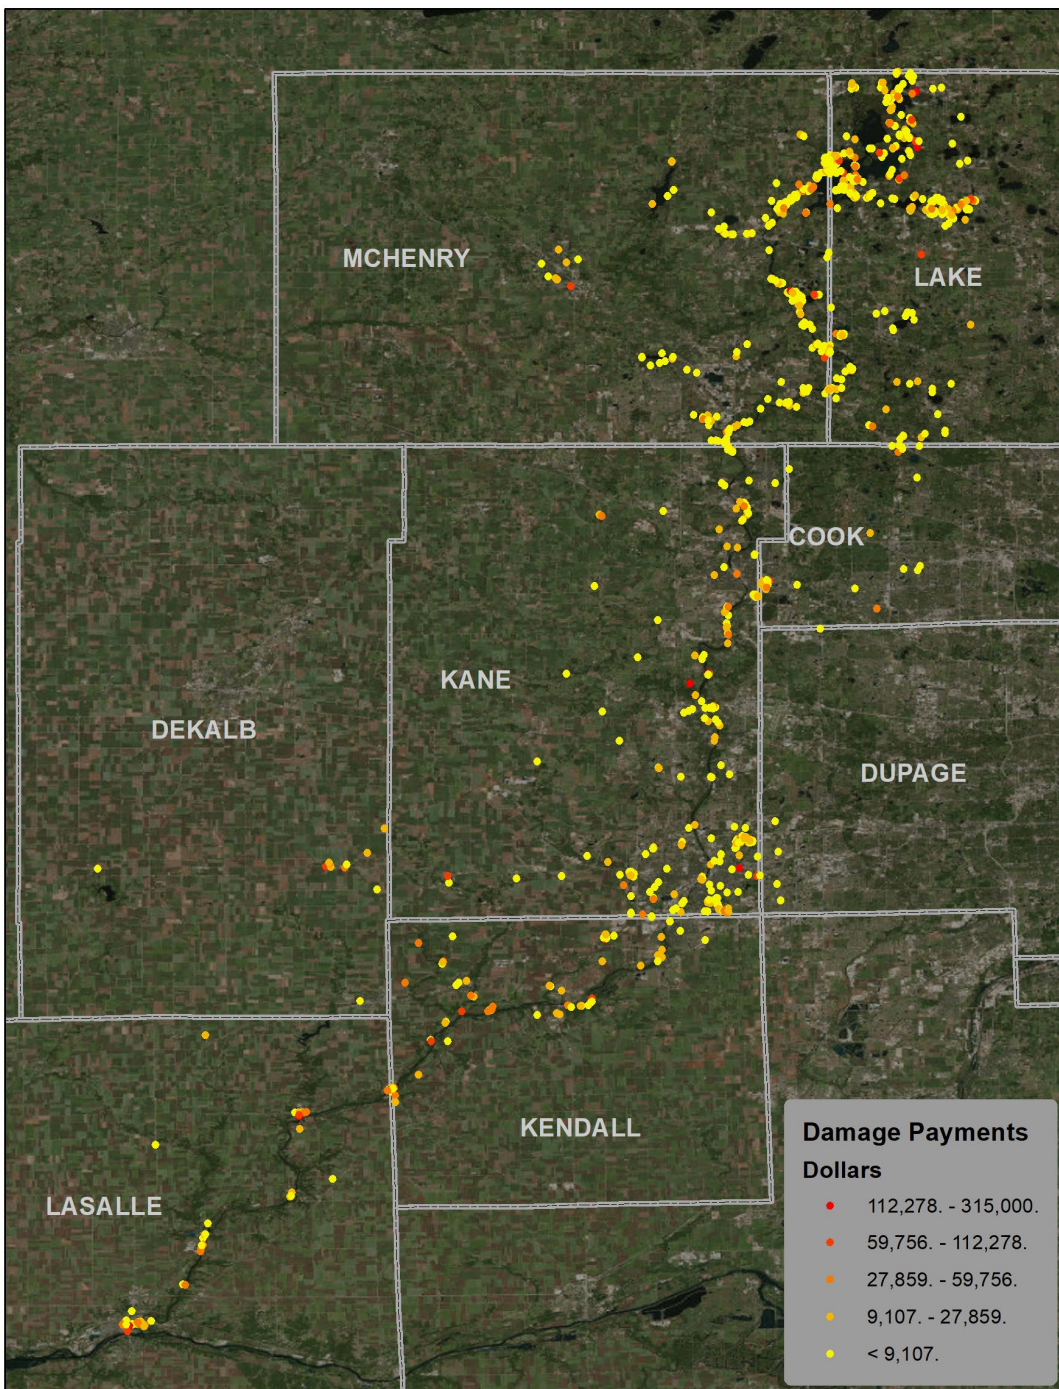 MCHENRY
LAKE
COOK
KANE
DEKALB
DUPAGE
KENDALL
LASALLE
Damage Payments
Dollars
112,278. - 315,000.
59,756. - 112,278.
27,859. - 59,756.
9,107. - 27,859.
< 9,107.